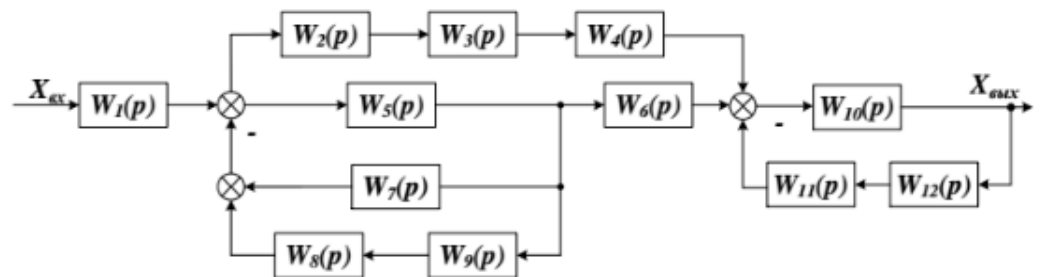 W₂(p) W₃(p) W₄(p)
Xвх W₁(p) W₅(p) W₆(p) W₁₀(p) Xвых
- -
W₇(p) W₁₁(p) W₁₂(p)
W₈(p) W₉(p)